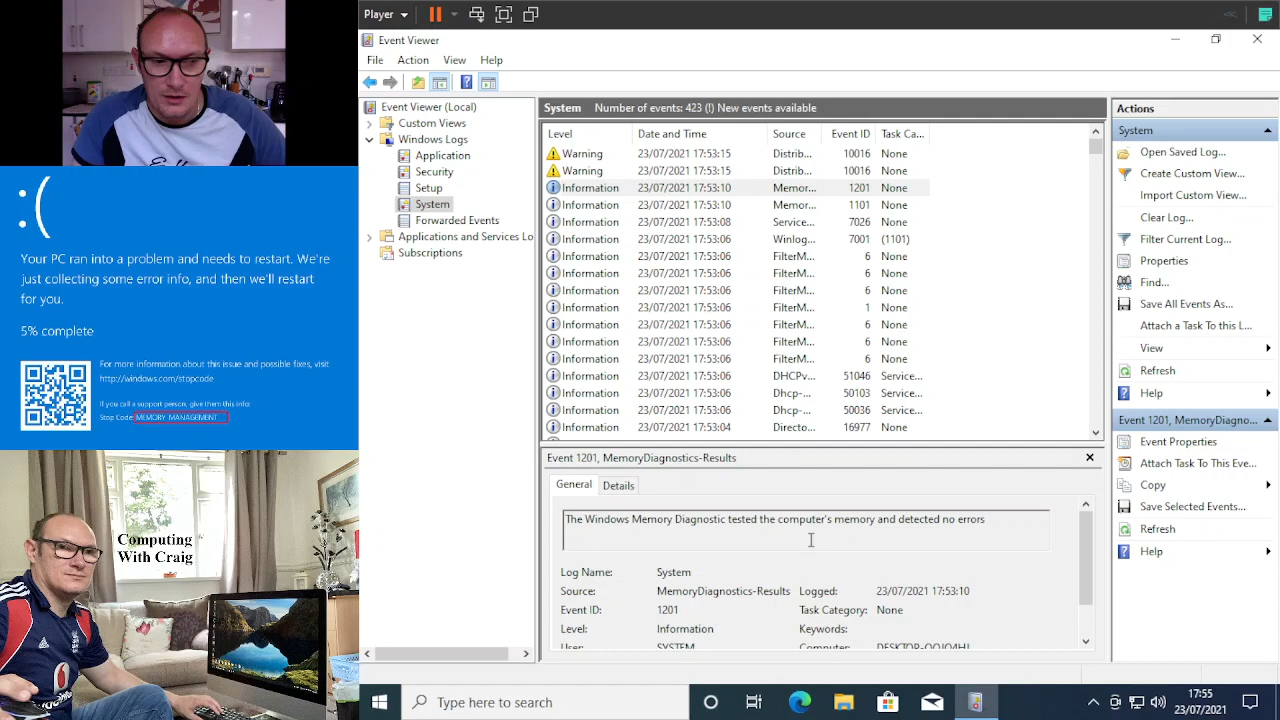 Your PC ran into a problem and needs to restart. We're
just collecting some error info, and then we'll restart
for you.
5% complete
For more information about this issue and possible fixes, visit
http://windows.com/stopcode
If you call a support person, give them this info:
Stop Code: MEMORY MANAGEMENT
Computing
With Craig
Player
Event Viewer
File Action View Help
Event Viewer (Local)
Custom Views
Windows Logs
Application
Security
Setup
System
Forwarded Events
Applications and Services Lo
Subscriptions
System Number of events: 423 (!) New events available
Level Date and Time Source Event ID Task Ca...
Warning 23/07/2021 17:53:15 Distrib... 10016 None
Warning 23/07/2021 17:53:15 Distrib... 10016 None
Information 23/07/2021 17:53:10 Memor... 1201 None
Information 23/07/2021 17:53:10 Memor... 1101 None
Information 23/07/2021 17:53:08 Service... 7026 None
Information 23/07/2021 17:53:06 Winlog... 7001 (1101)
Information 23/07/2021 17:53:06 FilterM... 6 None
Information 23/07/2021 17:53:06 FilterM... 6 None
Information 23/07/2021 17:53:06 FilterM... 6 None
Information 23/07/2021 17:53:06 FilterM... 1 None
Information 23/07/2021 17:53:06 FilterM... 6 None
Information 23/07/2021 17:53:06 FilterM... 6 None
Information 23/07/2021 17:53:06 FilterM... 6 None
Information 23/07/2021 17:53:06 DHCPv... 51046 Service...
Information 23/07/2021 17:53:06 Dhcp-... 50103 Service...
Information 23/07/2021 17:53:06 Dhcp-... 50036 Service...
Information 23/07/2021 17:53:04 Directo... 16977 None
Event 1201, MemoryDiagnostics-Results
General Details
The Windows Memory Diagnostic tested the computer's memory and detected no errors
Log Name: System
Source: MemoryDiagnostics-Results Logged: 23/07/2021 17:53:10
Event ID: 1201 Task Category: None
Level: Information Keywords:
User: SYSTEM Computer:
Actions
System
Open Saved Log...
Create Custom View...
Import Custom View...
Clear Log...
Filter Current Log...
Properties
Find...
Save All Events As...
Attach a Task To this L...
View
Refresh
Help
Event 1201, MemoryDiagno...
Event Properties
Attach Task To This Eve...
Copy
Save Selected Events...
Refresh
Help
Type here to search
17:55
23/07/2021